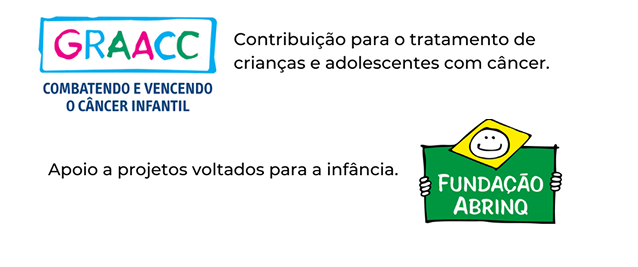 GRAACC
COMBATENDO E VENCENDO
O CÂNCER INFANTIL
Contribuição para o tratamento de
crianças e adolescentes com câncer.
Apoio a projetos voltados para a infância.
FUNDAÇÃO
ABRINQ